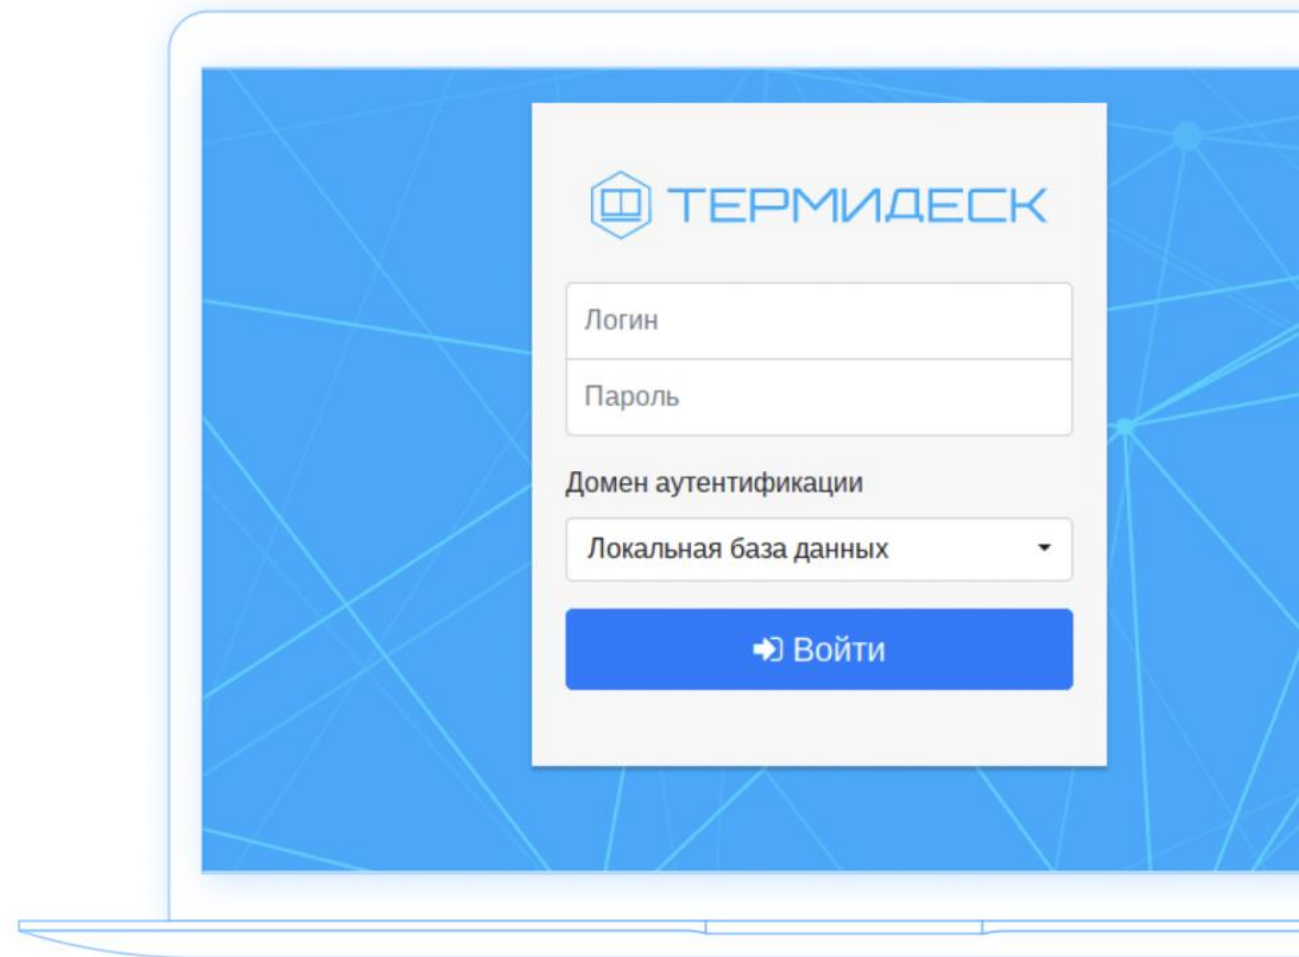 ТЕРМИДЕСК
Логин
Пароль
Домен аутентификации
Локальная база данных
Войти